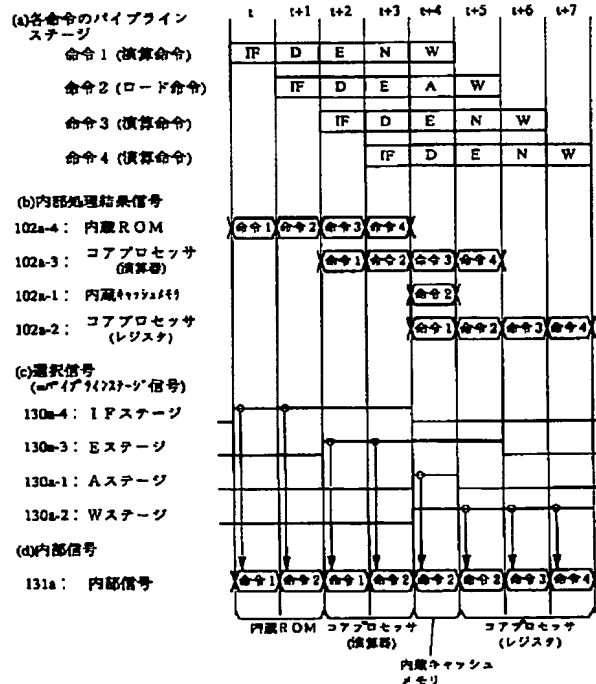 t t+1 t+2 t+3 t+4 t+5 t+6 t+7
(a)各命令のパイプライン
ステージ
命令1 (演算命令) IF D E N W
命令2 (ロード命令) IF D E A W
命令3 (演算命令) IF D E N W
命令4 (演算命令) IF D E N W
(b)内部処理結果信号
102a-4: 内蔵ROM 命令1 命令2 命令3 命令4
102a-3: コアプロセッサ (演算器) 命令1 命令2 命令3 命令4
102a-1: 内蔵キャッシュメモリ 命令2
102a-2: コアプロセッサ (レジスタ) 命令1 命令2 命令3 命令4
(c)選択信号
(=パイプラインステージ信号)
130a-4: IFステージ
130a-3: Eステージ
130a-1: Aステージ
130a-2: Wステージ
(d)内部信号
131a: 内部信号 命令1 命令2 命令1 命令2 命令2 命令2 命令3 命令4
内蔵ROM コアプロセッサ (演算器) コアプロセッサ (レジスタ)
内蔵キャッシュ
メモリ